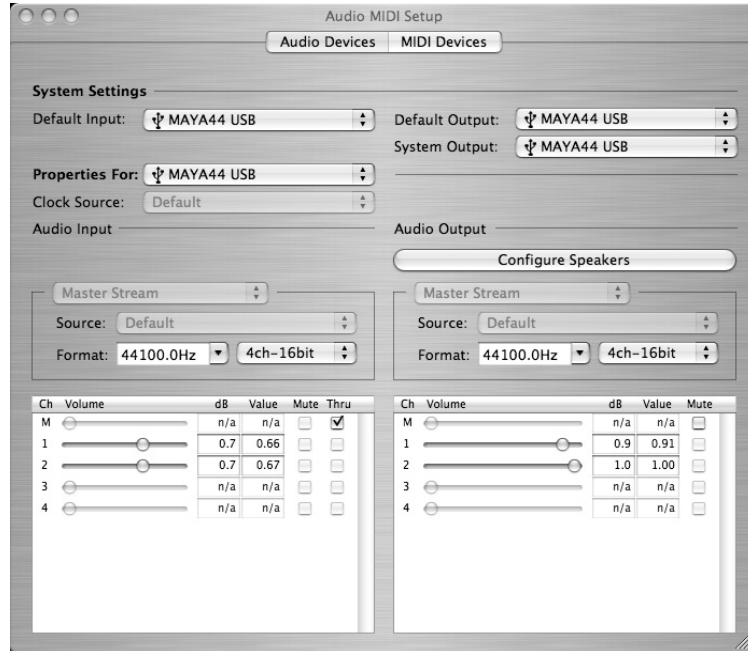 Audio MIDI Setup
Audio Devices MIDI Devices
System Settings
Default Input: MAYA44 USB
Default Output: MAYA44 USB
System Output: MAYA44 USB
Properties For: MAYA44 USB
Clock Source: Default
Audio Input
Audio Output
Configure Speakers
Master Stream
Source: Default
Format: 44100.0Hz 4ch-16bit
Ch Volume dB Value Mute Thru
M n/a n/a
1 0.7 0.66
2 0.7 0.67
3 n/a n/a
4 n/a n/a
Master Stream
Source: Default
Format: 44100.0Hz 4ch-16bit
Ch Volume dB Value Mute
M n/a n/a
1 0.9 0.91
2 1.0 1.00
3 n/a n/a
4 n/a n/a